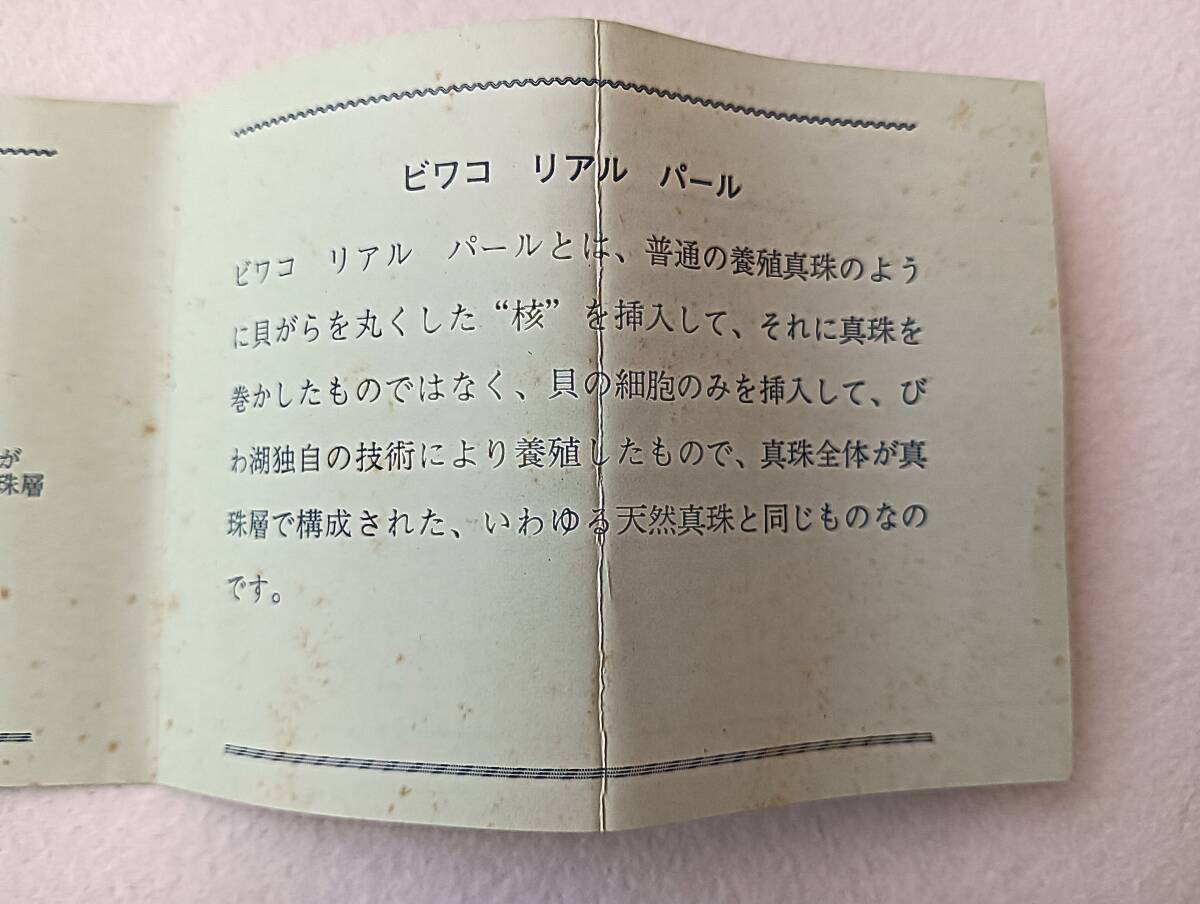 が
珠層
ビワコ リアル パール
ビワコ リアル パールとは、普通の養殖真珠のよう
に貝がらを丸くした“核”を挿入して、それに真珠を
巻かしたものではなく、貝の細胞のみを挿入して、び
わ湖独自の技術により養殖したもので、真珠全体が真
珠層で構成された、いわゆる天然真珠と同じものなの
です。